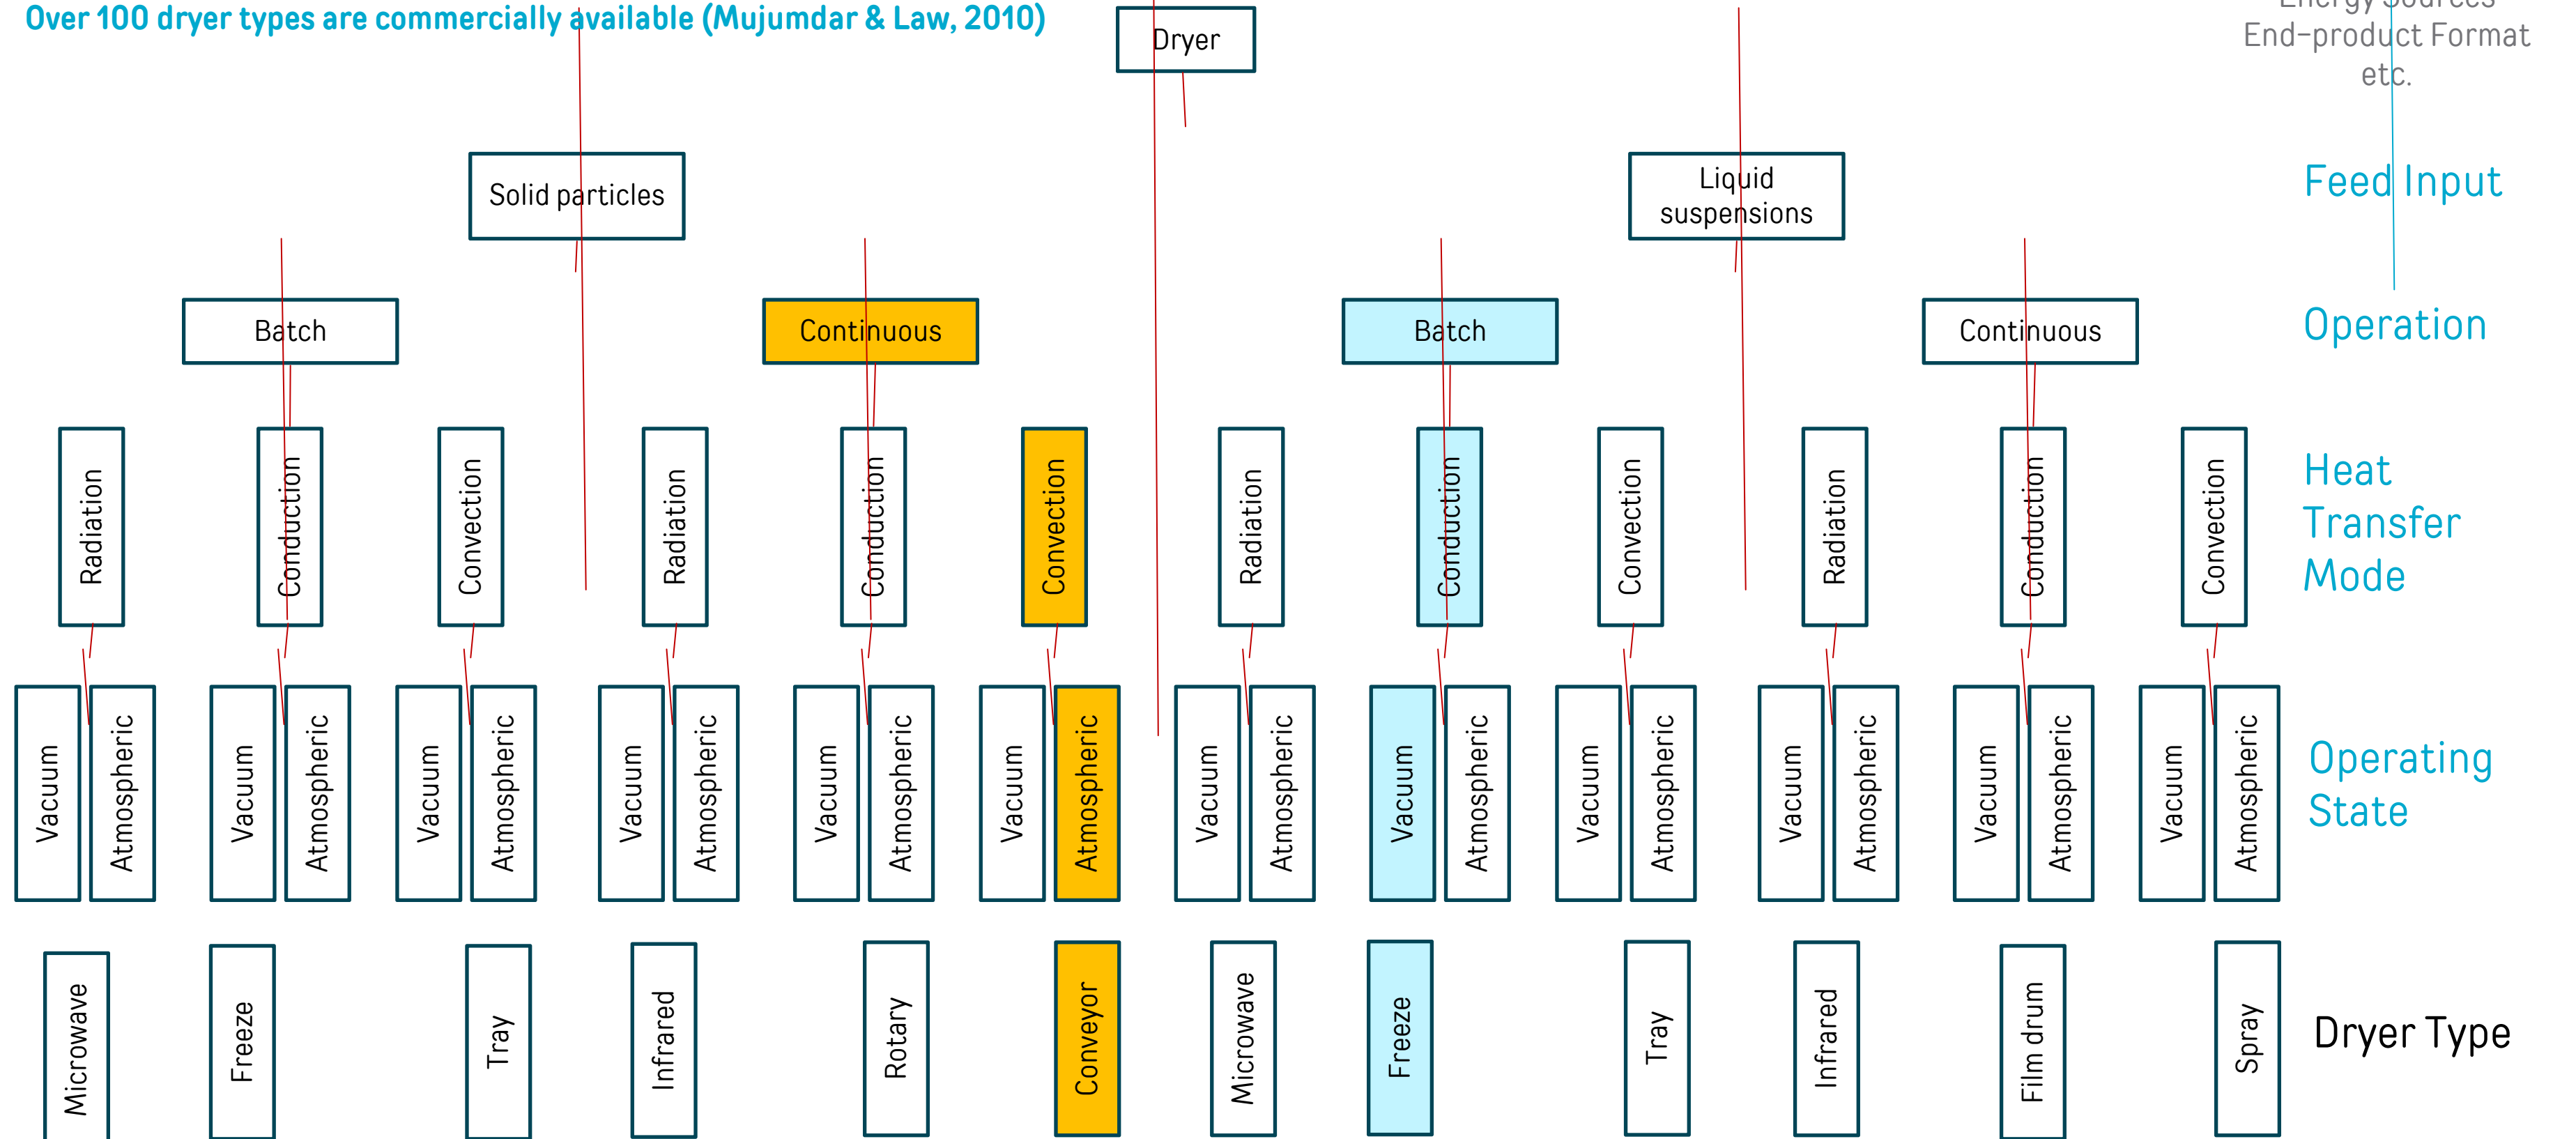 Over 100 dryer types are commercially available (Mujumdar & Law, 2010)
Dryer
Energy Sources
End-product Format
etc.
Solid particles
Liquid
suspensions
Feed Input
Batch
Continuous
Batch
Continuous
Operation
Radiation
Conduction
Convection
Radiation
Conduction
Convection
Radiation
Conduction
Convection
Radiation
Conduction
Convection
Heat
Transfer
Mode
Vacuum
Atmospheric
Vacuum
Atmospheric
Vacuum
Atmospheric
Vacuum
Atmospheric
Vacuum
Atmospheric
Vacuum
Atmospheric
Vacuum
Atmospheric
Vacuum
Atmospheric
Vacuum
Atmospheric
Vacuum
Atmospheric
Vacuum
Atmospheric
Vacuum
Atmospheric
Operating
State
Microwave
Freeze
Tray
Infrared
Rotary
Conveyor
Microwave
Freeze
Tray
Infrared
Film drum
Spray
Dryer Type